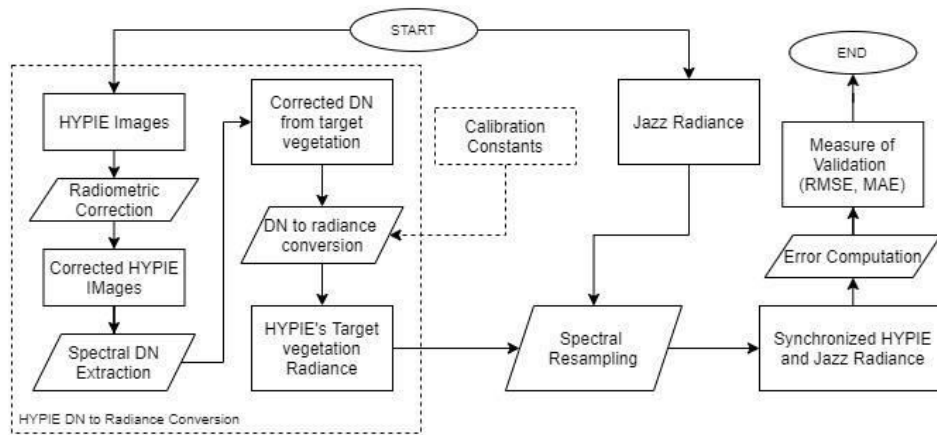 START
END
HYPIE Images
Radiometric
Correction
Corrected HYPIE
IMages
Spectral DN
Extraction
Corrected DN
from target
vegetation
DN to radiance
conversion
HYPIE's Target
vegetation
Radiance
Calibration
Constants
Jazz Radiance
Spectral
Resampling
Measure of
Validation
(RMSE, MAE)
Error Computation
Synchronized HYPIE
and Jazz Radiance
HYPIE DN to Radiance Conversion